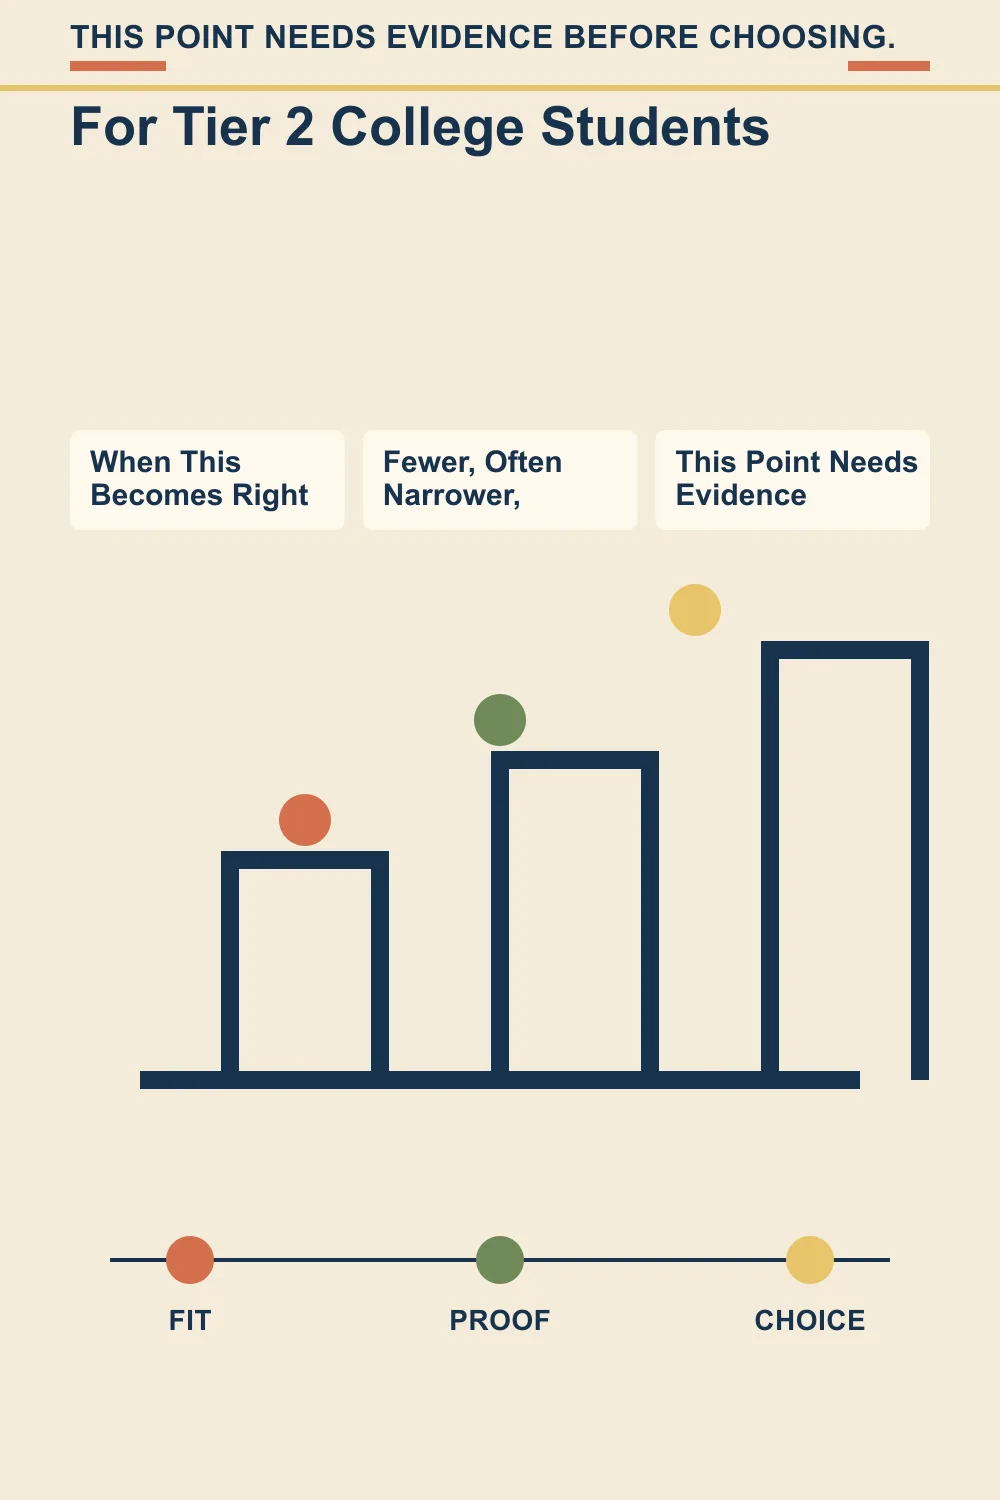 THIS POINT NEEDS EVIDENCE BEFORE CHOOSING.
For Tier 2 College Students
When This
Becomes Right
Fewer, Often
Narrower,
This Point Needs
Evidence
FIT
PROOF
CHOICE